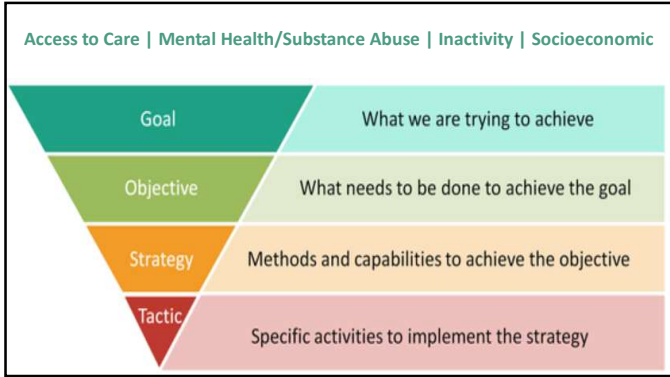 Access to Care | Mental Health/Substance Abuse | Inactivity | Socioeconomic
Goal
What we are trying to achieve
Objective
What needs to be done to achieve the goal
Strategy
Methods and capabilities to achieve the objective
Tactic
Specific activities to implement the strategy